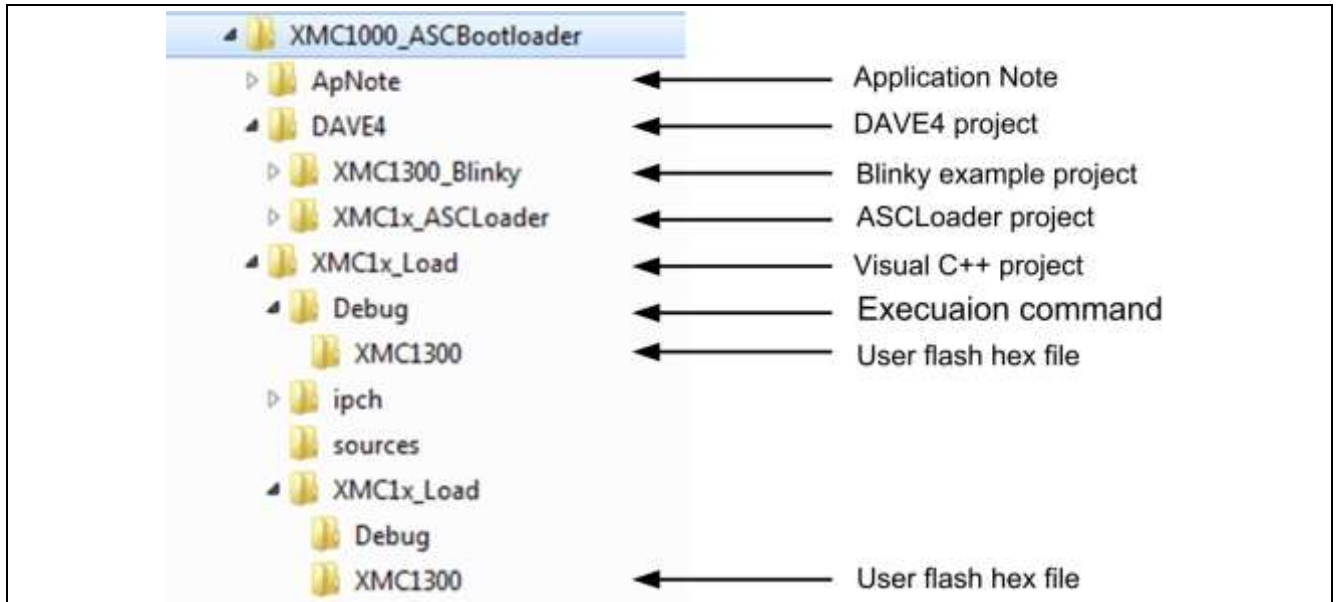 XMC1000_ASCBootloader
ApNote Application Note
DAVE4 DAVE4 project
XMC1300_Blinky Blinky example project
XMC1x_ASCLoader ASCLoader project
XMC1x_Load Visual C++ project
Debug Execuaion command
XMC1300 User flash hex file
ipch
sources
XMC1x_Load
Debug
XMC1300 User flash hex file